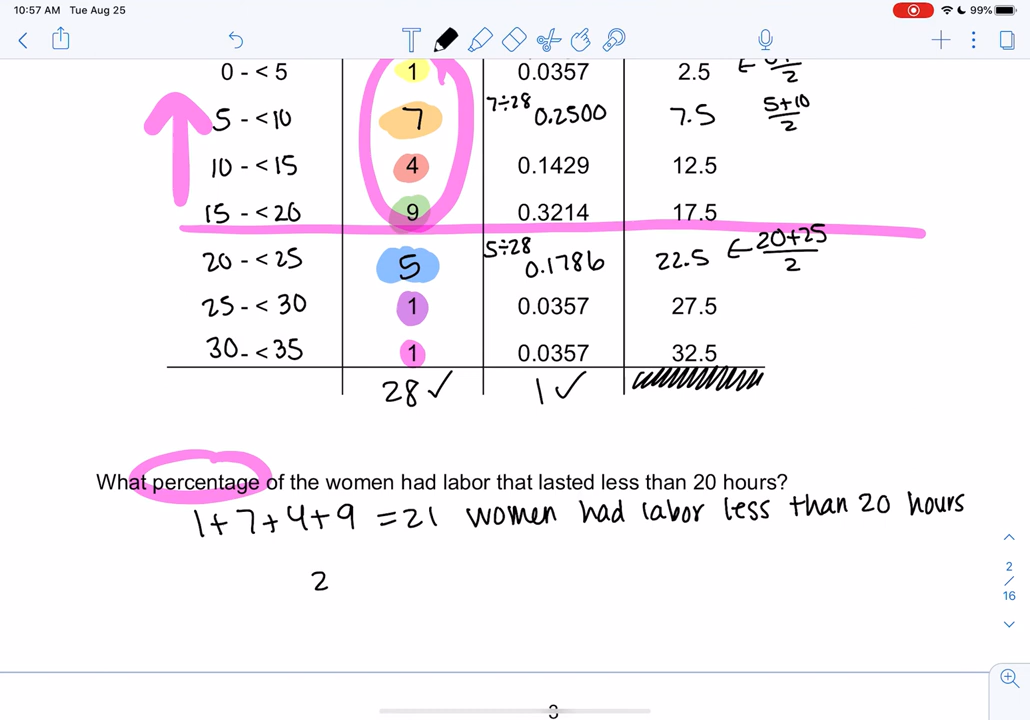 10:57 AM Tue Aug 25 99%
T
0 - < 5 1 0.0357 2.5 ← /2
5 - < 10 7 7÷28 0.2500 7.5 5+10/2
10 - < 15 4 0.1429 12.5
15 - < 20 9 0.3214 17.5
20 - < 25 5 5÷28 0.1786 22.5 ← 20+25/2
25 - < 30 1 0.0357 27.5
30 - < 35 1 0.0357 32.5
28 ✓ 1 ✓
What percentage of the women had labor that lasted less than 20 hours?
1+7+4+9 = 21 women had labor less than 20 hours
2
2
/
16
3